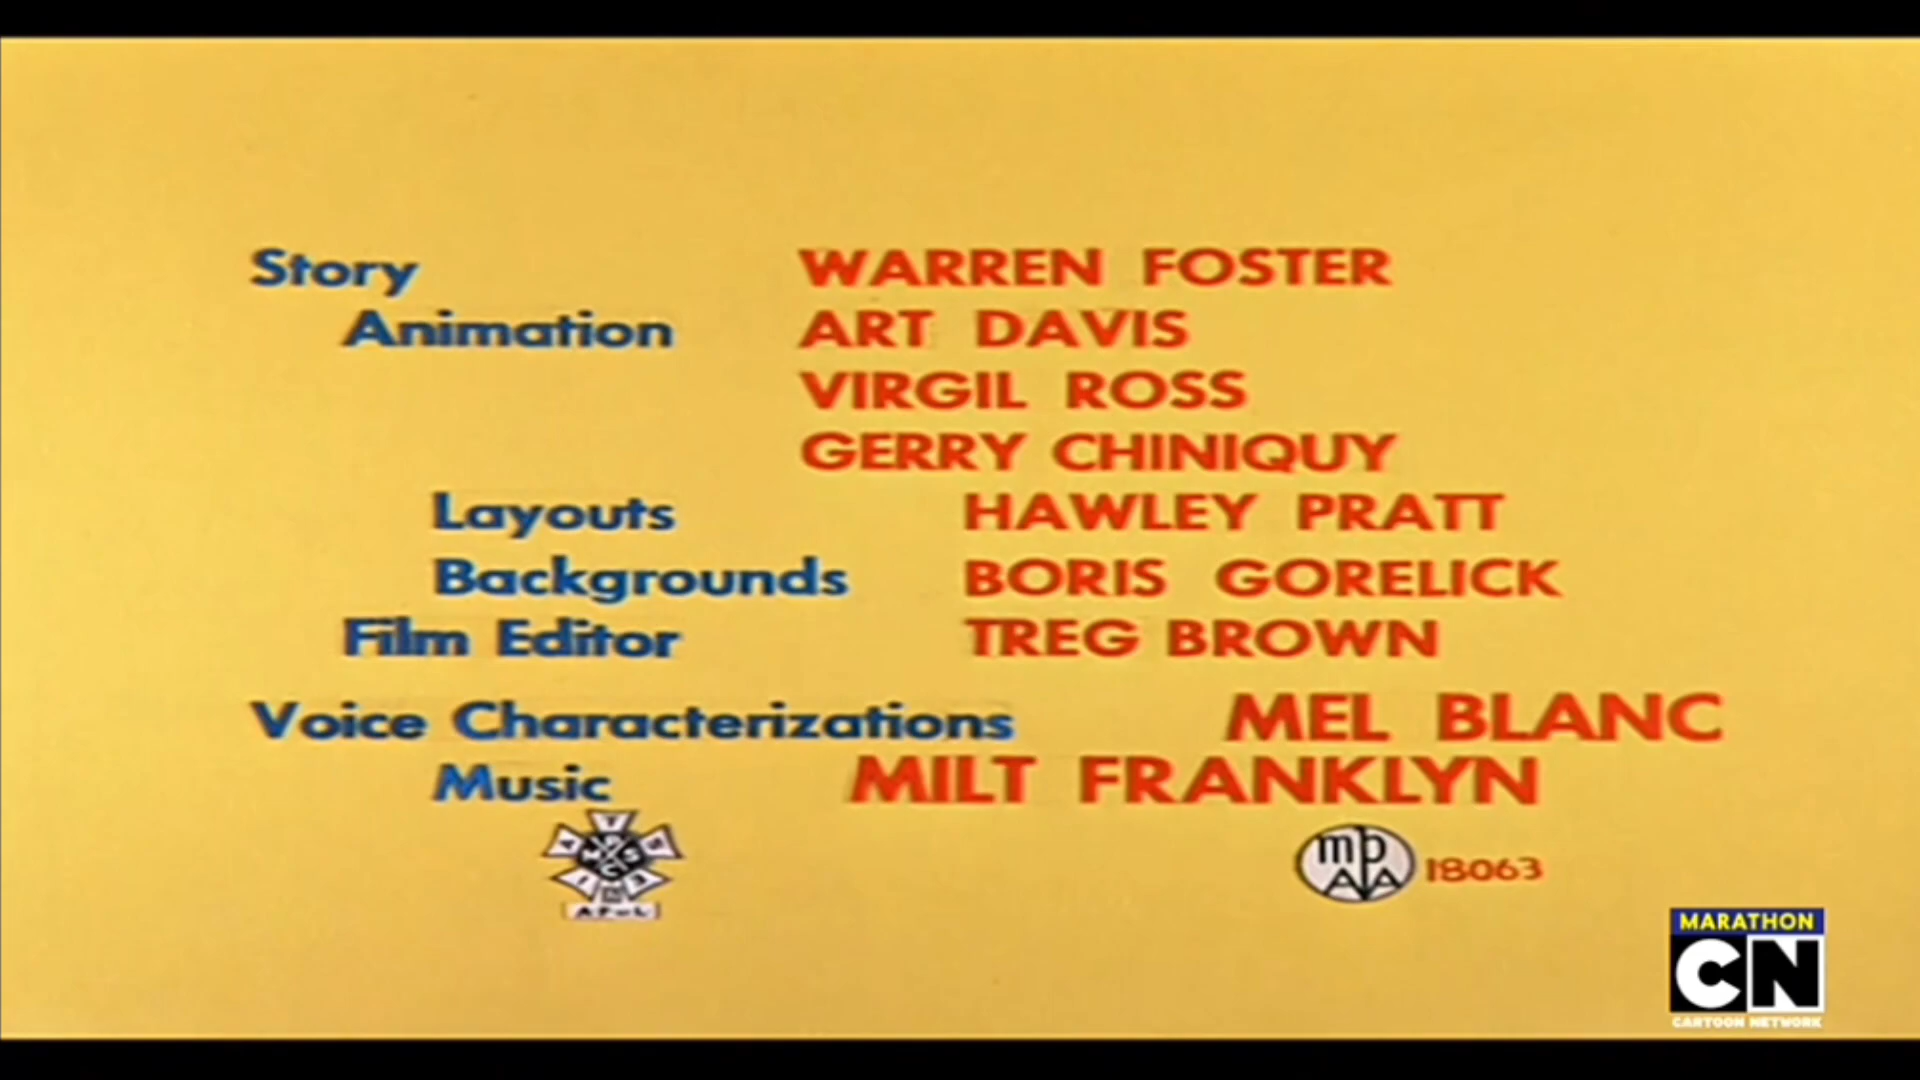 Story WARREN FOSTER
Animation ART DAVIS
VIRGIL ROSS
GERRY CHINIQUY
Layouts HAWLEY PRATT
Backgrounds BORIS GORELICK
Film Editor TREG BROWN
Voice Characterizations MEL BLANC
Music MILT FRANKLYN
MPAA 18063
MARATHON
CN
CARTOON NETWORK